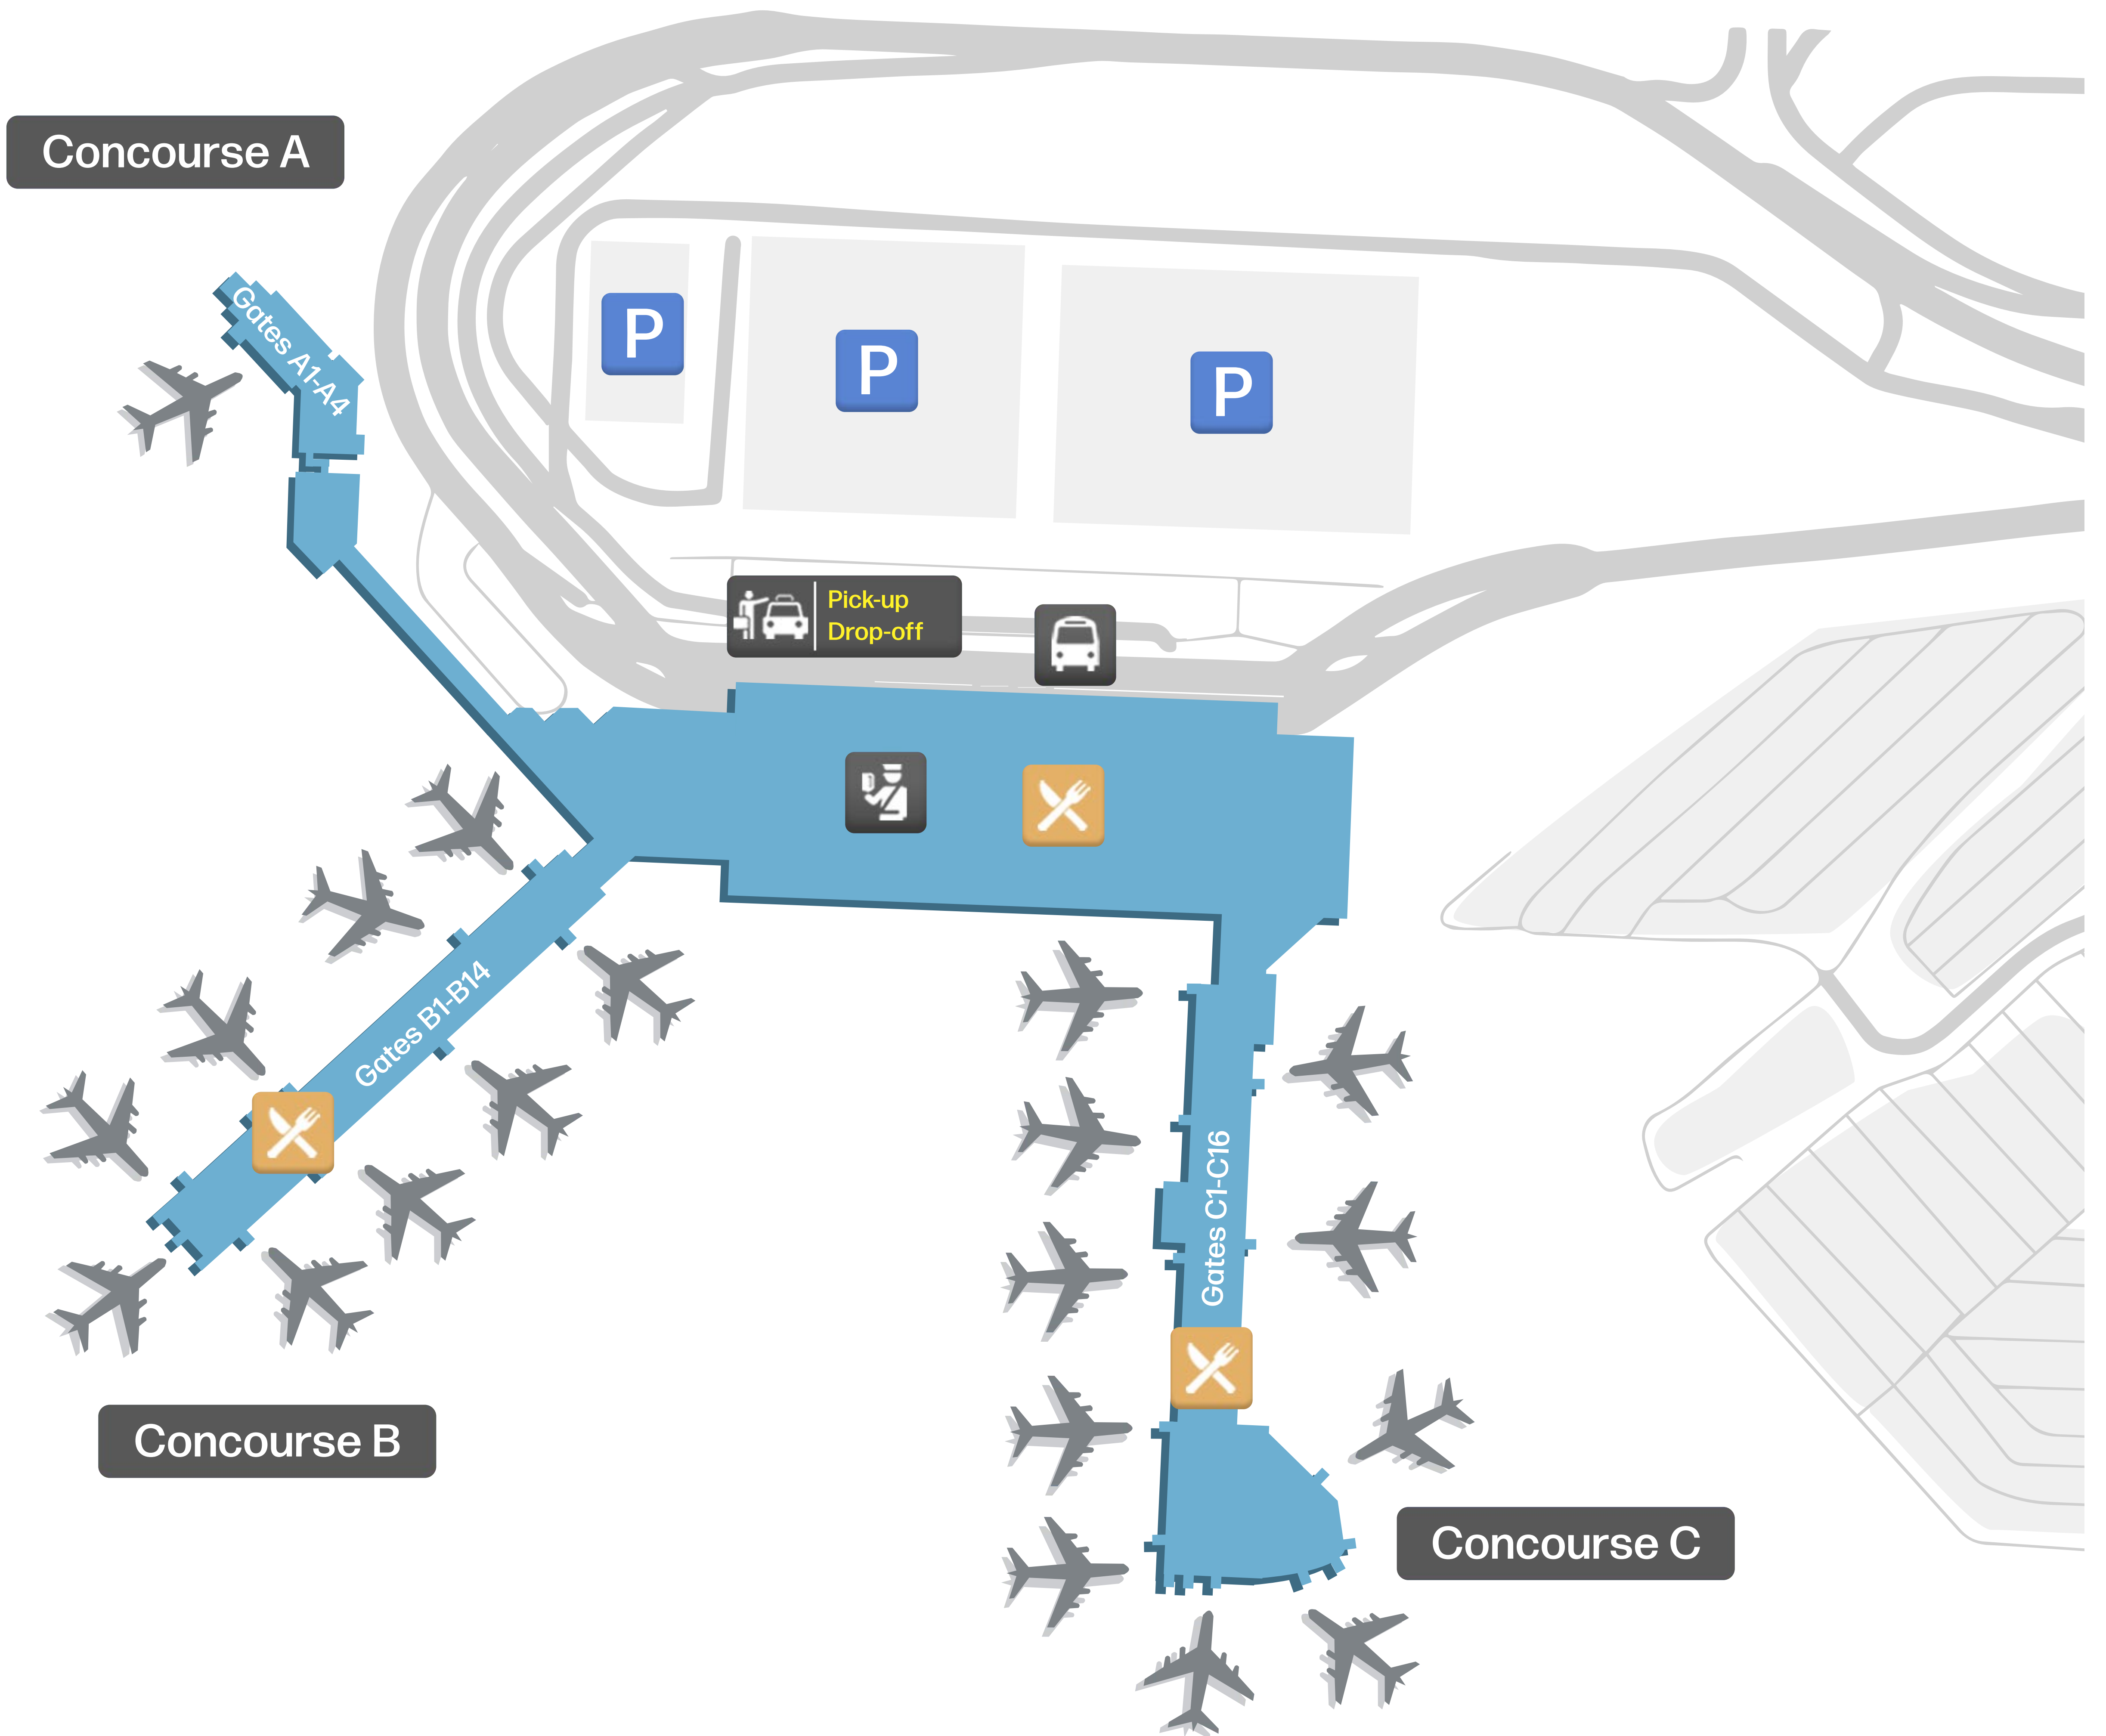 Concourse A
Gates A1-A4
P
P
P
Pick-up
Drop-off
Gates B1-B14
Gates C1-C16
Concourse B
Concourse C